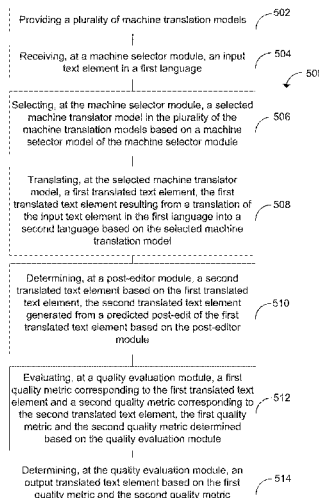 Providing a plurality of machine translation models
502
Receiving, at a machine selector module, an input
text element in a first language
504
50
Selecting, at the machine selector module, a selected
machine translator model in the plurality of the
machine translation models based on a machine
selector model of the machine selector module
506
Translating, at the selected machine translator
model, a first translated text element, the first
translated text element resulting from a translation of
the input text element in the first language into a
second language based on the selected machine
translation model
508
Determining, at a post-editor module, a second
translated text element based on the first translated
text element, the second translated text element
generated from a predicted post-edit of the first
translated text element based on the post-editor
module
510
Evaluating, at a quality evaluation module, a first
quality metric corresponding to the first translated text
element and a second quality metric corresponding to
the second translated text element, the first quality
metric and the second quality metric determined
based on the quality evaluation module
512
Determining, at the quality evaluation module, an
output translated text element based on the first
quality metric and the second quality metric
514